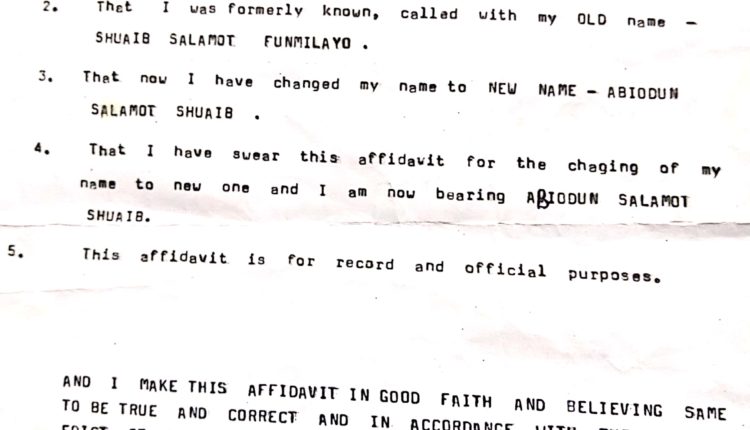 2. That I was formerly known, called with my OLD name -
SHUAIB SALAMOT FUNMILAYO .
3. That now I have changed my name to NEW NAME - ABIODUN
SALAMOT SHUAIB .
4. That I have swear this affidavit for the chaging of my
name to new one and I am now bearing ABIODUN SALAMOT
SHUAIB.
5. This affidavit is for record and official purposes.
AND I MAKE THIS AFFIDAVIT IN GOOD FAITH AND BELIEVING SAME
TO BE TRUE AND CORRECT AND IN ACCORDANCE WITH